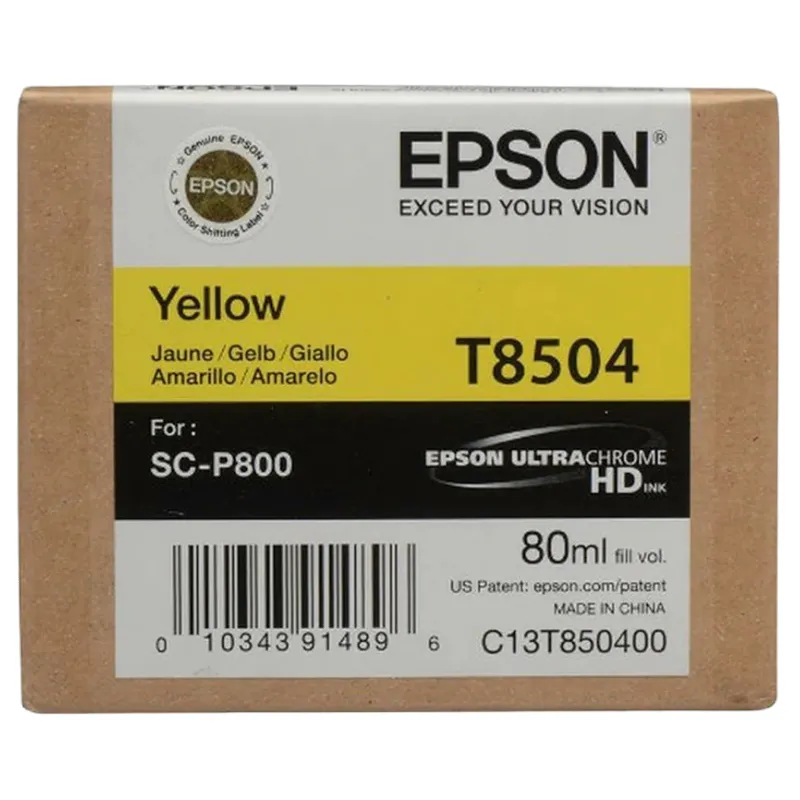 EPSON
Genuine EPSON
EPSON
Color Shifting Label
EPSON®
EXCEED YOUR VISION
Yellow
Jaune/Gelb/Giallo
Amarillo/Amarelo
T8504
For :
SC-P800
EPSON ULTRACHROME
HD INK
80ml fill vol.
US Patent: epson.com/patent
MADE IN CHINA
0 10343 91489 6
C13T850400